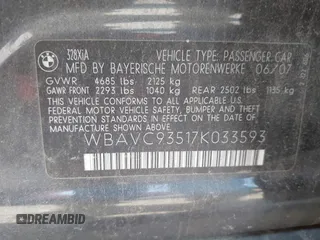 328XiA VEHICLE TYPE: PASSENGER CAR
MFD BY BAYERISCHE MOTORENWERKE 06/07
GVWR 4685 lbs 2125 kg
GAWR FRONT 2293 lbs 1040 kg REAR 2502 lbs 1135 kg
THIS VEHICLE CONFORMS TO ALL APPLICABLE FEDERAL MOTOR VEHICLE SAFETY, BUMPER AND THEFT PREVENTION STANDARDS IN EFFECT ON THE DATE OF MANUFACTURE SHOWN ABOVE
WBAVC93517K033593
© DREAMBID